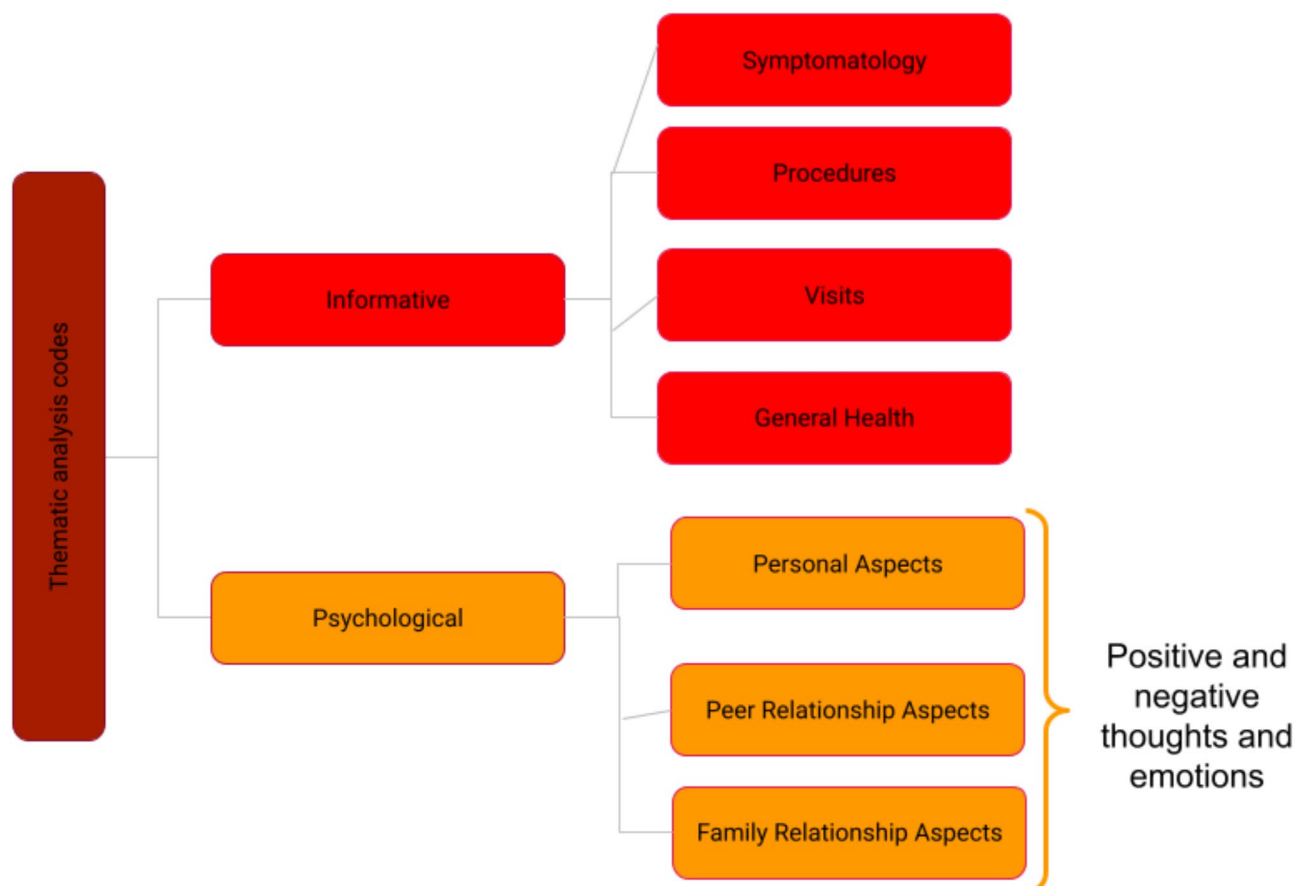 Thematic analysis codes
Informative
Symptomatology
Procedures
Visits
General Health
Psychological
Personal Aspects
Peer Relationship Aspects
Family Relationship Aspects
Positive and
negative
thoughts and
emotions